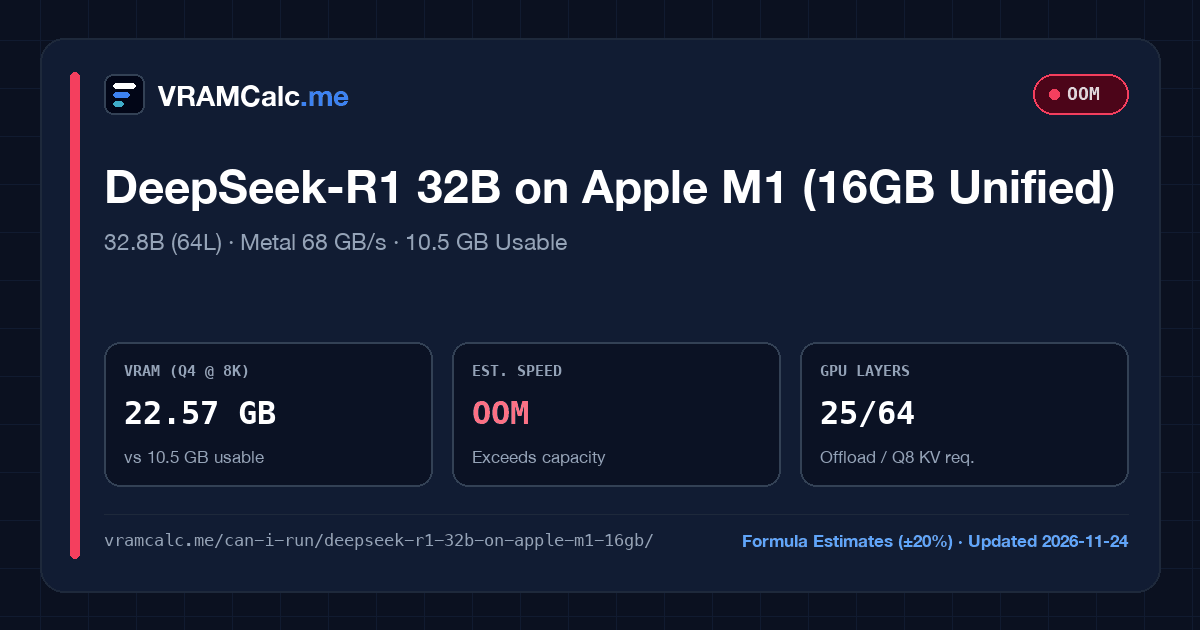 VRAMCalc.me
OOM
DeepSeek-R1 32B on Apple M1 (16GB Unified)
32.8B (64L) · Metal 68 GB/s · 10.5 GB Usable
VRAM (Q4 @ 8K)
22.57 GB
vs 10.5 GB usable
EST. SPEED
OOM
Exceeds capacity
GPU LAYERS
25/64
Offload / Q8 KV req.
vramcalc.me/can-i-run/deepseek-r1-32b-on-apple-m1-16gb/
Formula Estimates (±20%) · Updated 2026-11-24